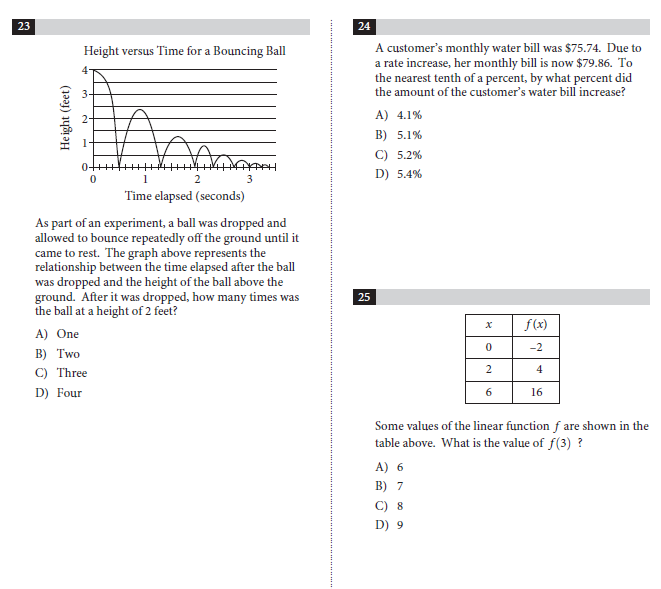 23
Height versus Time for a Bouncing Ball
Height (feet)
4
3
2
1
0
0 1 2 3
Time elapsed (seconds)
As part of an experiment, a ball was dropped and
allowed to bounce repeatedly off the ground until it
came to rest. The graph above represents the
relationship between the time elapsed after the ball
was dropped and the height of the ball above the
ground. After it was dropped, how many times was
the ball at a height of 2 feet?
A) One
B) Two
C) Three
D) Four
24
A customer's monthly water bill was $75.74. Due to
a rate increase, her monthly bill is now $79.86. To
the nearest tenth of a percent, by what percent did
the amount of the customer's water bill increase?
A) 4.1%
B) 5.1%
C) 5.2%
D) 5.4%
25
x f(x)
0 –2
2 4
6 16
Some values of the linear function f are shown in the
table above. What is the value of f(3) ?
A) 6
B) 7
C) 8
D) 9